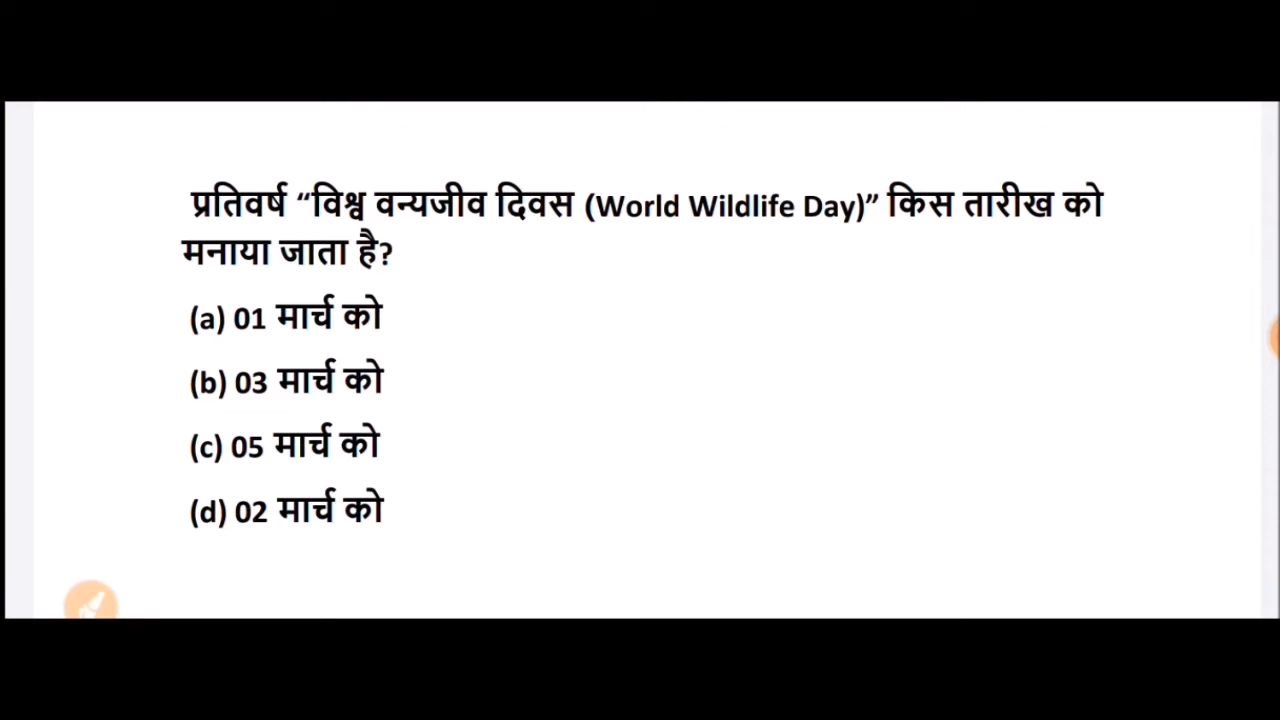 प्रतिवर्ष “विश्व वन्यजीव दिवस (World Wildlife Day)” किस तारीख को
मनाया जाता है?
(a) 01 मार्च को
(b) 03 मार्च को
(c) 05 मार्च को
(d) 02 मार्च को